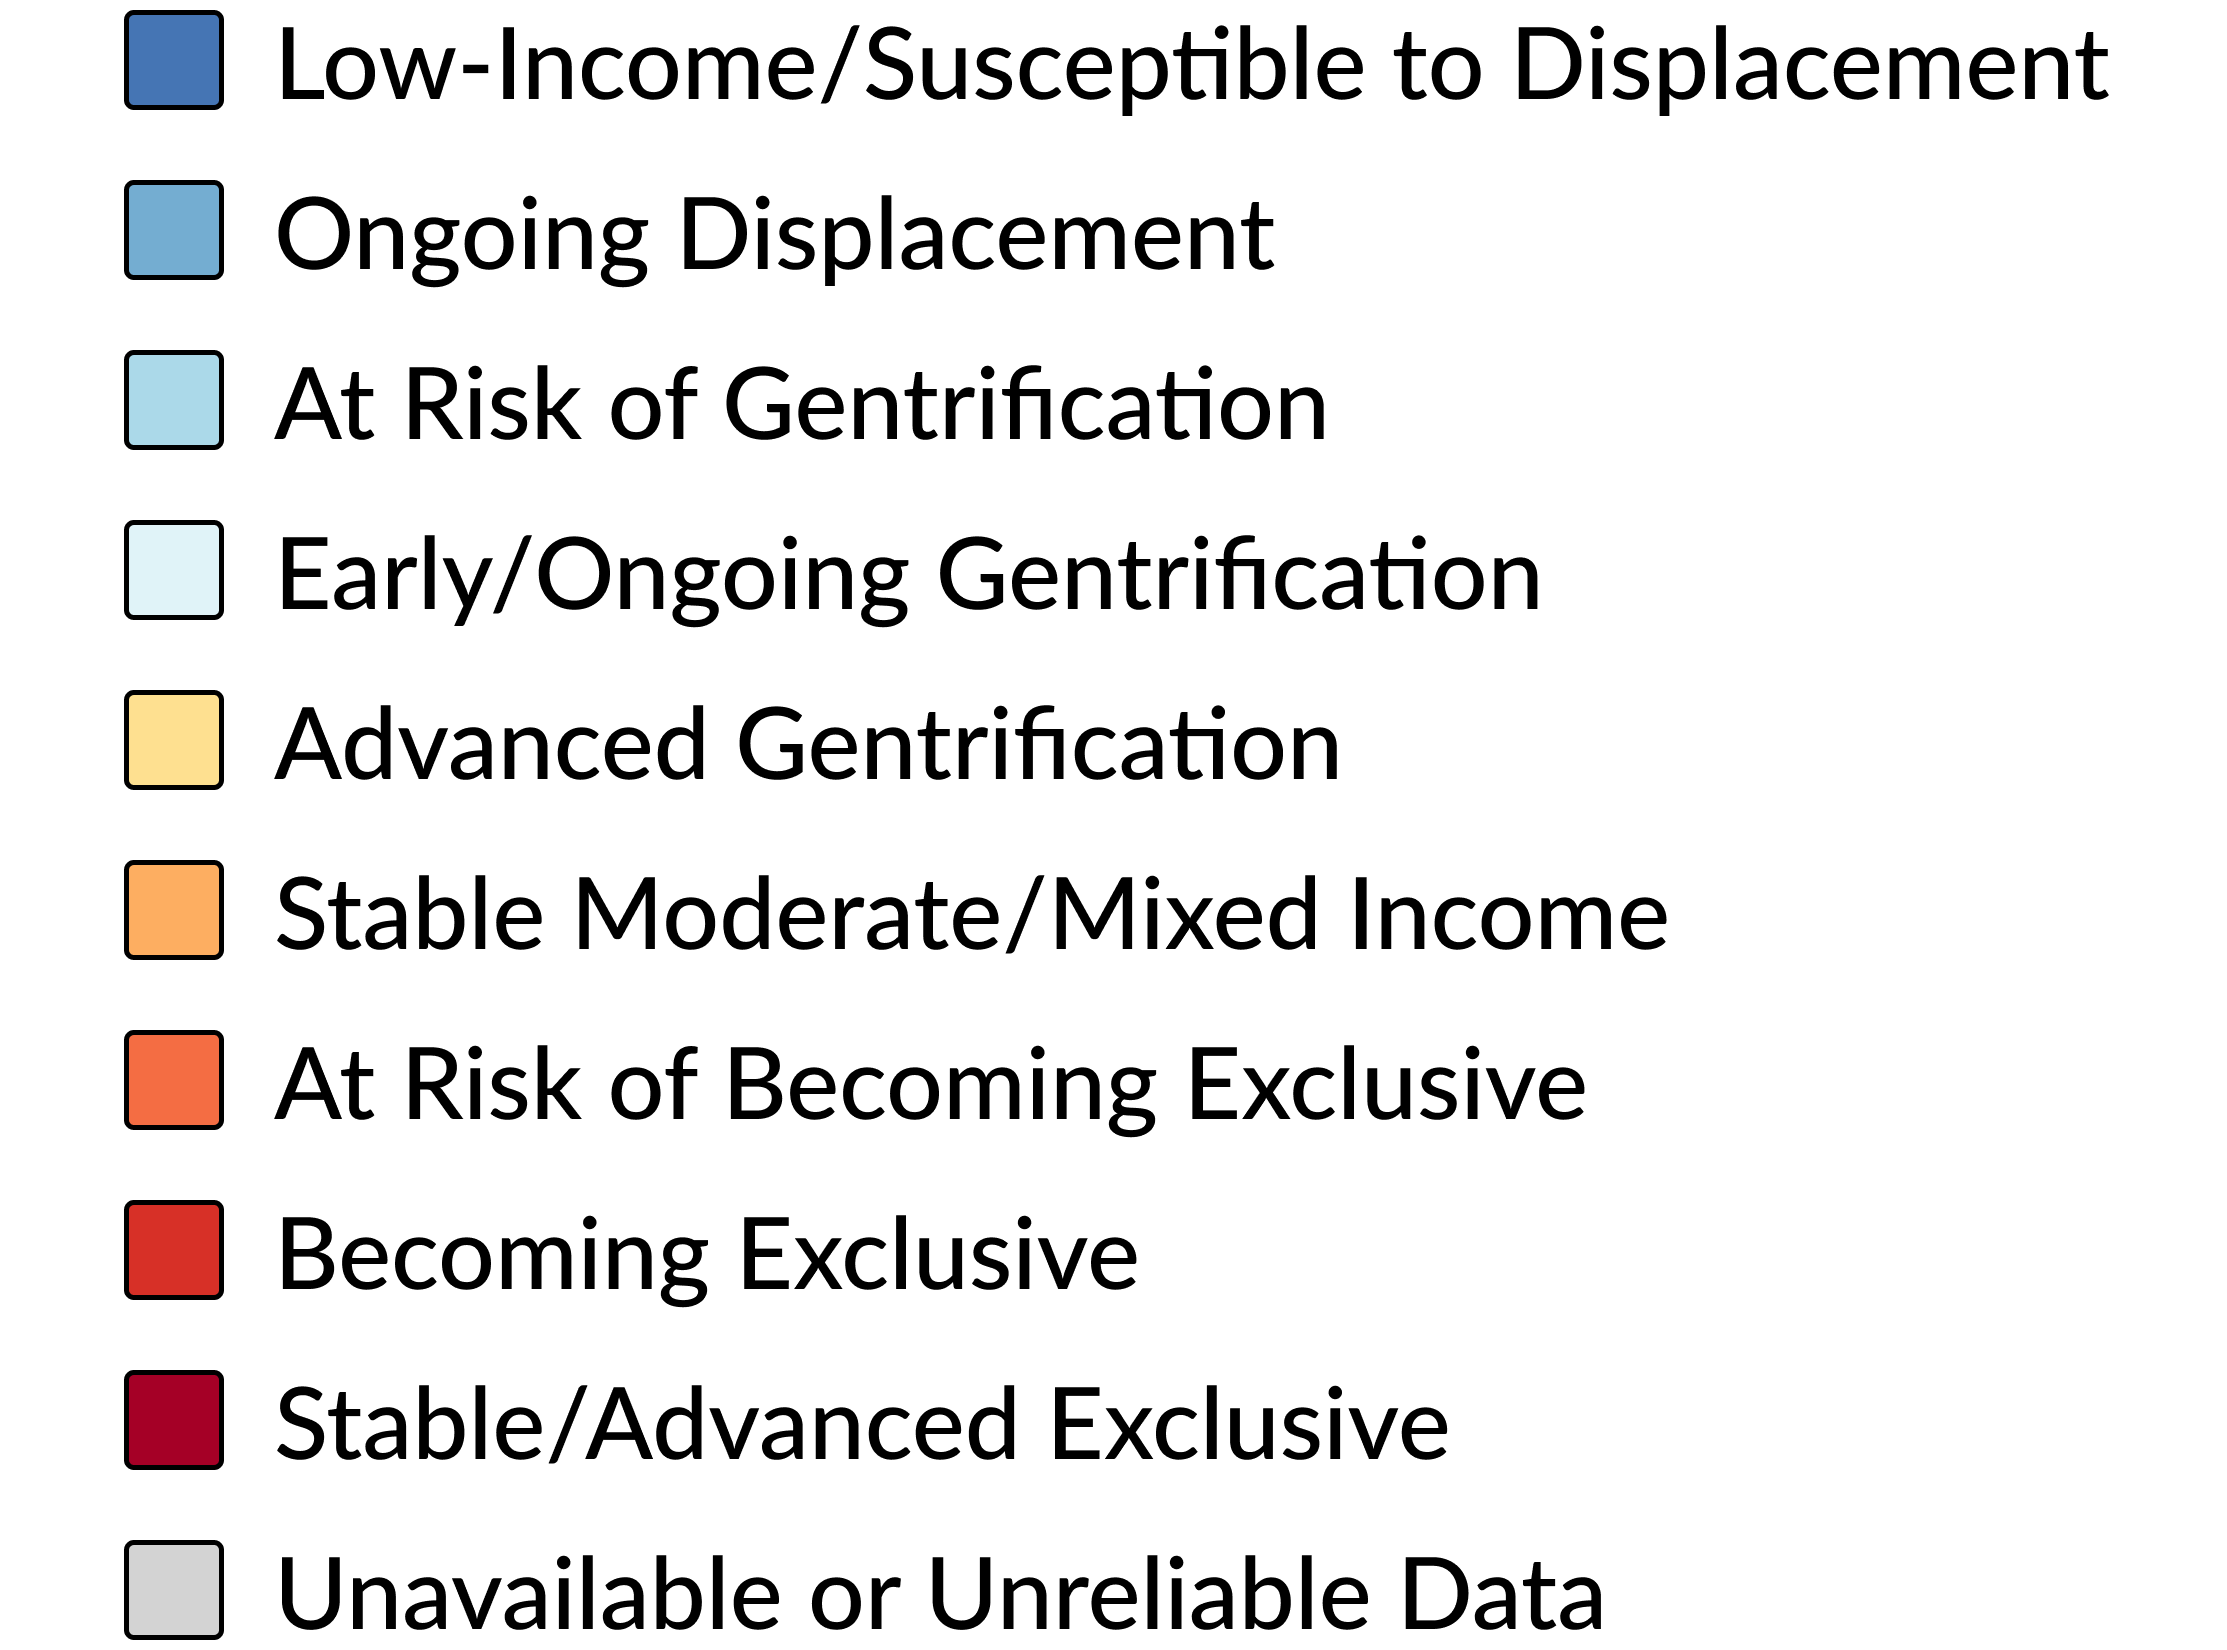 Low-Income/Susceptible to Displacement
Ongoing Displacement
At Risk of Gentrification
Early/Ongoing Gentrification
Advanced Gentrification
Stable Moderate/Mixed Income
At Risk of Becoming Exclusive
Becoming Exclusive
Stable/Advanced Exclusive
Unavailable or Unreliable Data